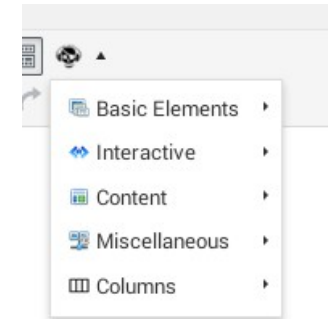 Basic Elements
Interactive
Content
Miscellaneous
Columns